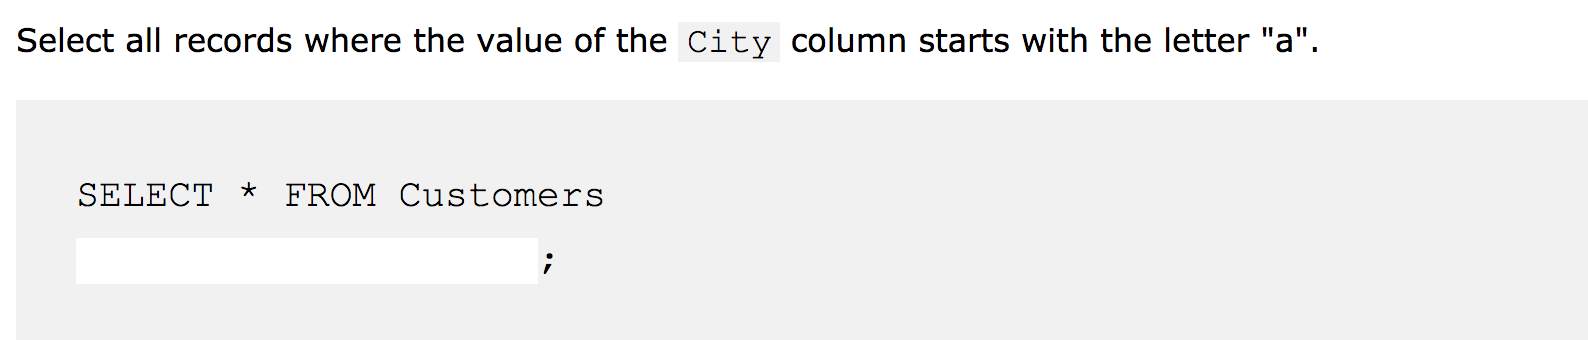 Select all records where the value of the City column starts with the letter "a".
SELECT * FROM Customers
;